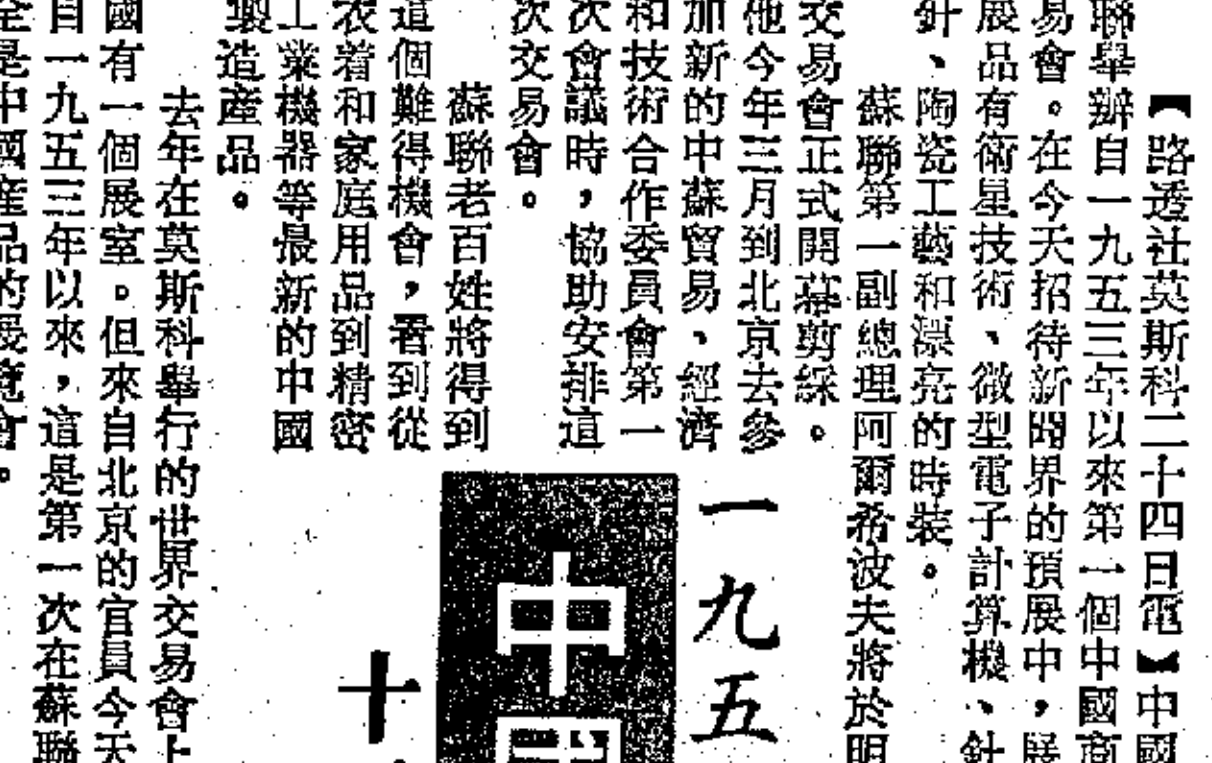 【路透社莫斯科二十四日電】中國
聯舉辦自一九五三年以來第一個中國商
易會。在今天招待新聞界的預展中，展
展品有衛星技術、微型電子計算機、針
針、陶瓷工藝和漂亮的時裝。
蘇聯第一副總理阿爾希波夫將於明
交易會正式開幕剪綵。
他今年三月到北京去參
加新的中蘇貿易、經濟
和技術合作委員會第一
次會議時，協助安排這
次交易會。
蘇聯老百姓將得到
這個難得機會，看到從
衣着和家庭用品到精密
工業機器等最新的中國
製造產品。
去年在莫斯科舉行的世界交易會上
國有一個展室。但來自北京的官員今天
自一九五三年以來，這是第一次在蘇聯
全是中國產品的展覽會。
一九五
中
十